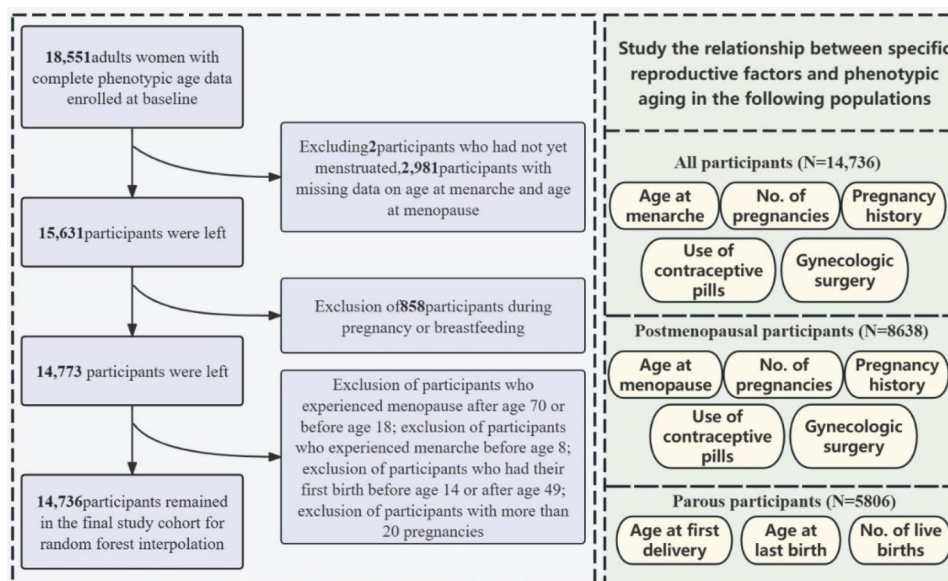 18,551adults women with
complete phenotypic age data
enrolled at baseline
Excluding2participants who had not yet
menstruated,2,981participants with
missing data on age at menarche and age
at menopause
15,631participants were left
Exclusion of858participants during
pregnancy or breastfeeding
14,773 participants were left
Exclusion of participants who
experienced menopause after age 70 or
before age 18; exclusion of participants
who experienced menarche before age 8;
exclusion of participants who had their
first birth before age 14 or after age 49;
exclusion of participants with more than
20 pregnancies
14,736participants remained
in the final study cohort for
random forest interpolation
Study the relationship between specific
reproductive factors and phenotypic
aging in the following populations
All participants (N=14,736)
Age at
menarche
No. of
pregnancies
Pregnancy
history
Use of
contraceptive
pills
Gynecologic
surgery
Postmenopausal participants (N=8638)
Age at
menopause
No. of
pregnancies
Pregnancy
history
Use of
contraceptive
pills
Gynecologic
surgery
Parous participants (N=5806)
Age at first
delivery
Age at
last birth
No. of live
births